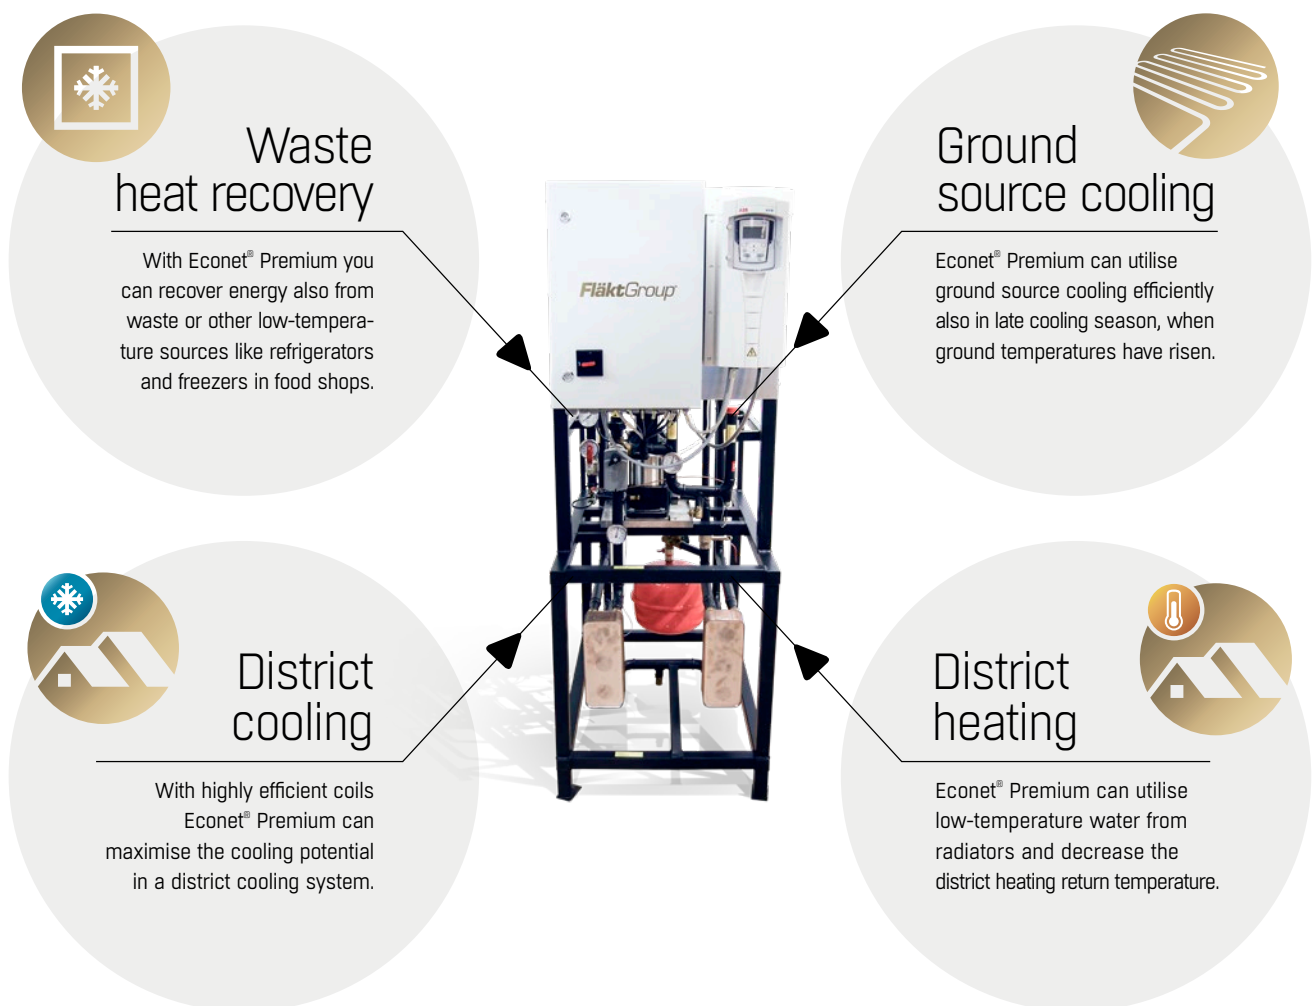 Waste
heat recovery
With Econet® Premium you
can recover energy also from
waste or other low-tempera-
ture sources like refrigerators
and freezers in food shops.
Ground
source cooling
Econet® Premium can utilise
ground source cooling efficiently
also in late cooling season, when
ground temperatures have risen.
FläktGroup
ABB
District
cooling
With highly efficient coils
Econet® Premium can
maximise the cooling potential
in a district cooling system.
District
heating
Econet® Premium can utilise
low-temperature water from
radiators and decrease the
district heating return temperature.